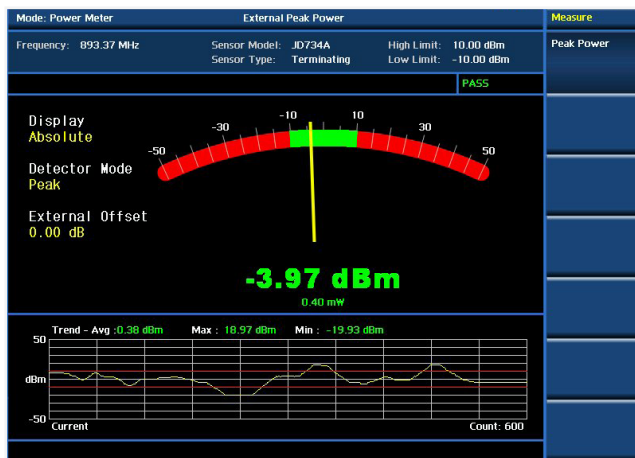 Mode: Power Meter External Peak Power Measure
Frequency: 893.37 MHz Sensor Model: JD734A High Limit: 10.00 dBm Peak Power
Sensor Type: Terminating Low Limit: -10.00 dBm
PASS
Display
Absolute
Detector Mode
Peak
External Offset
0.00 dB
-50 -30 -10 10 30 50
-3.97 dBm
0.40 mW
Trend - Avg :0.38 dBm Max : 18.97 dBm Min : -19.93 dBm
50
dBm
-50
Current Count: 600